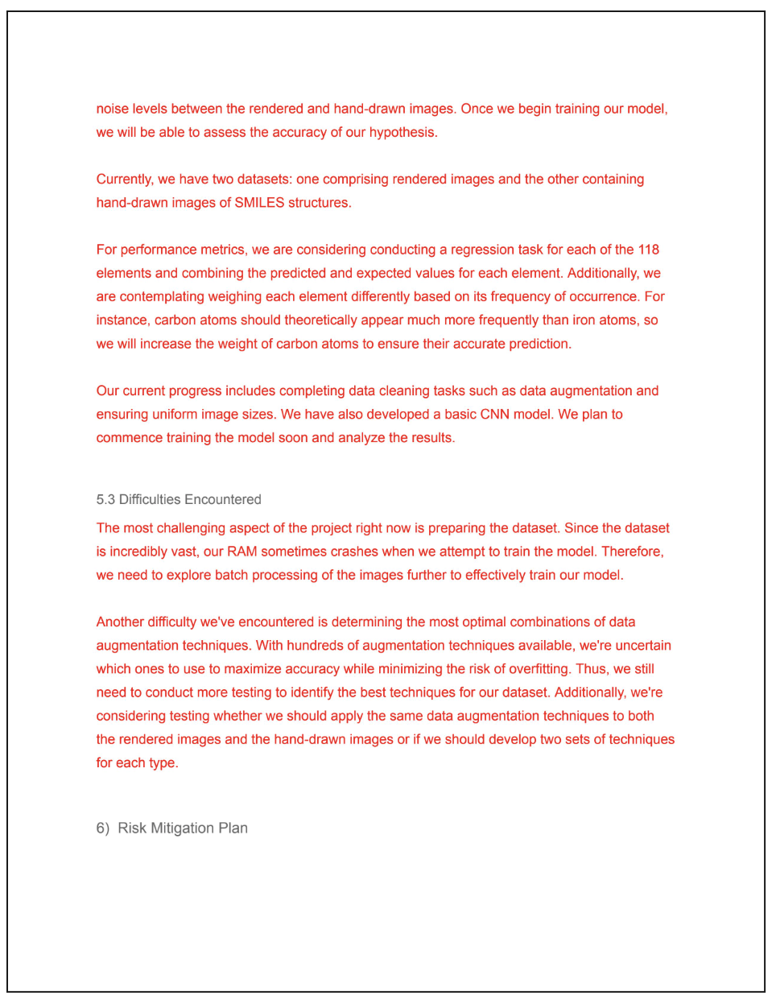 noise levels between the rendered and hand-drawn images. Once we begin training our model,
we will be able to assess the accuracy of our hypothesis.
Currently, we have two datasets: one comprising rendered images and the other containing
hand-drawn images of SMILES structures.
For performance metrics, we are considering conducting a regression task for each of the 118
elements and combining the predicted and expected values for each element. Additionally, we
are contemplating weighing each element differently based on its frequency of occurrence. For
instance, carbon atoms should theoretically appear much more frequently than iron atoms, so
we will increase the weight of carbon atoms to ensure their accurate prediction.
Our current progress includes completing data cleaning tasks such as data augmentation and
ensuring uniform image sizes. We have also developed a basic CNN model. We plan to
commence training the model soon and analyze the results.
5.3 Difficulties Encountered
The most challenging aspect of the project right now is preparing the dataset. Since the dataset
is incredibly vast, our RAM sometimes crashes when we attempt to train the model. Therefore,
we need to explore batch processing of the images further to effectively train our model.
Another difficulty we've encountered is determining the most optimal combinations of data
augmentation techniques. With hundreds of augmentation techniques available, we're uncertain
which ones to use to maximize accuracy while minimizing the risk of overfitting. Thus, we still
need to conduct more testing to identify the best techniques for our dataset. Additionally, we're
considering testing whether we should apply the same data augmentation techniques to both
the rendered images and the hand-drawn images or if we should develop two sets of techniques
for each type.
6) Risk Mitigation Plan